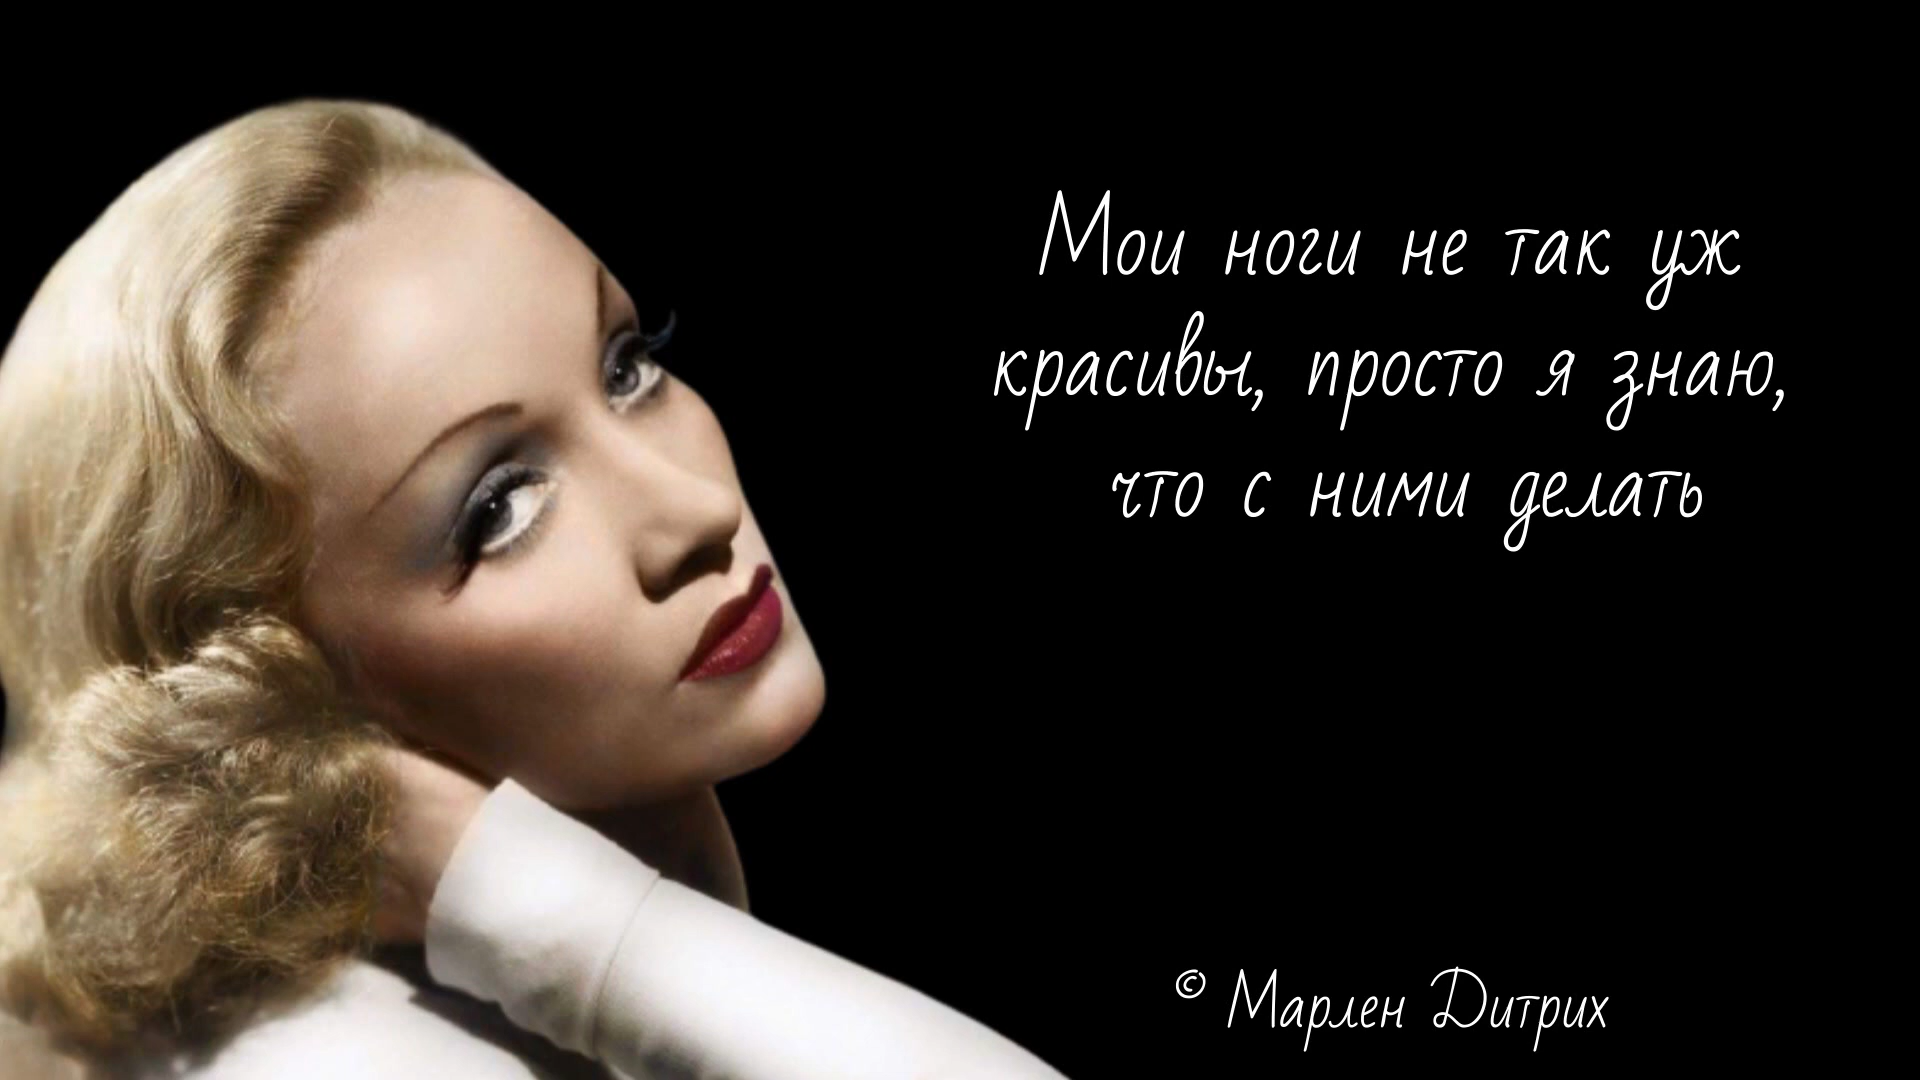 Мои ноги не так уж
красивы, просто я знаю,
что с ними делать
© Марлен Дитрих